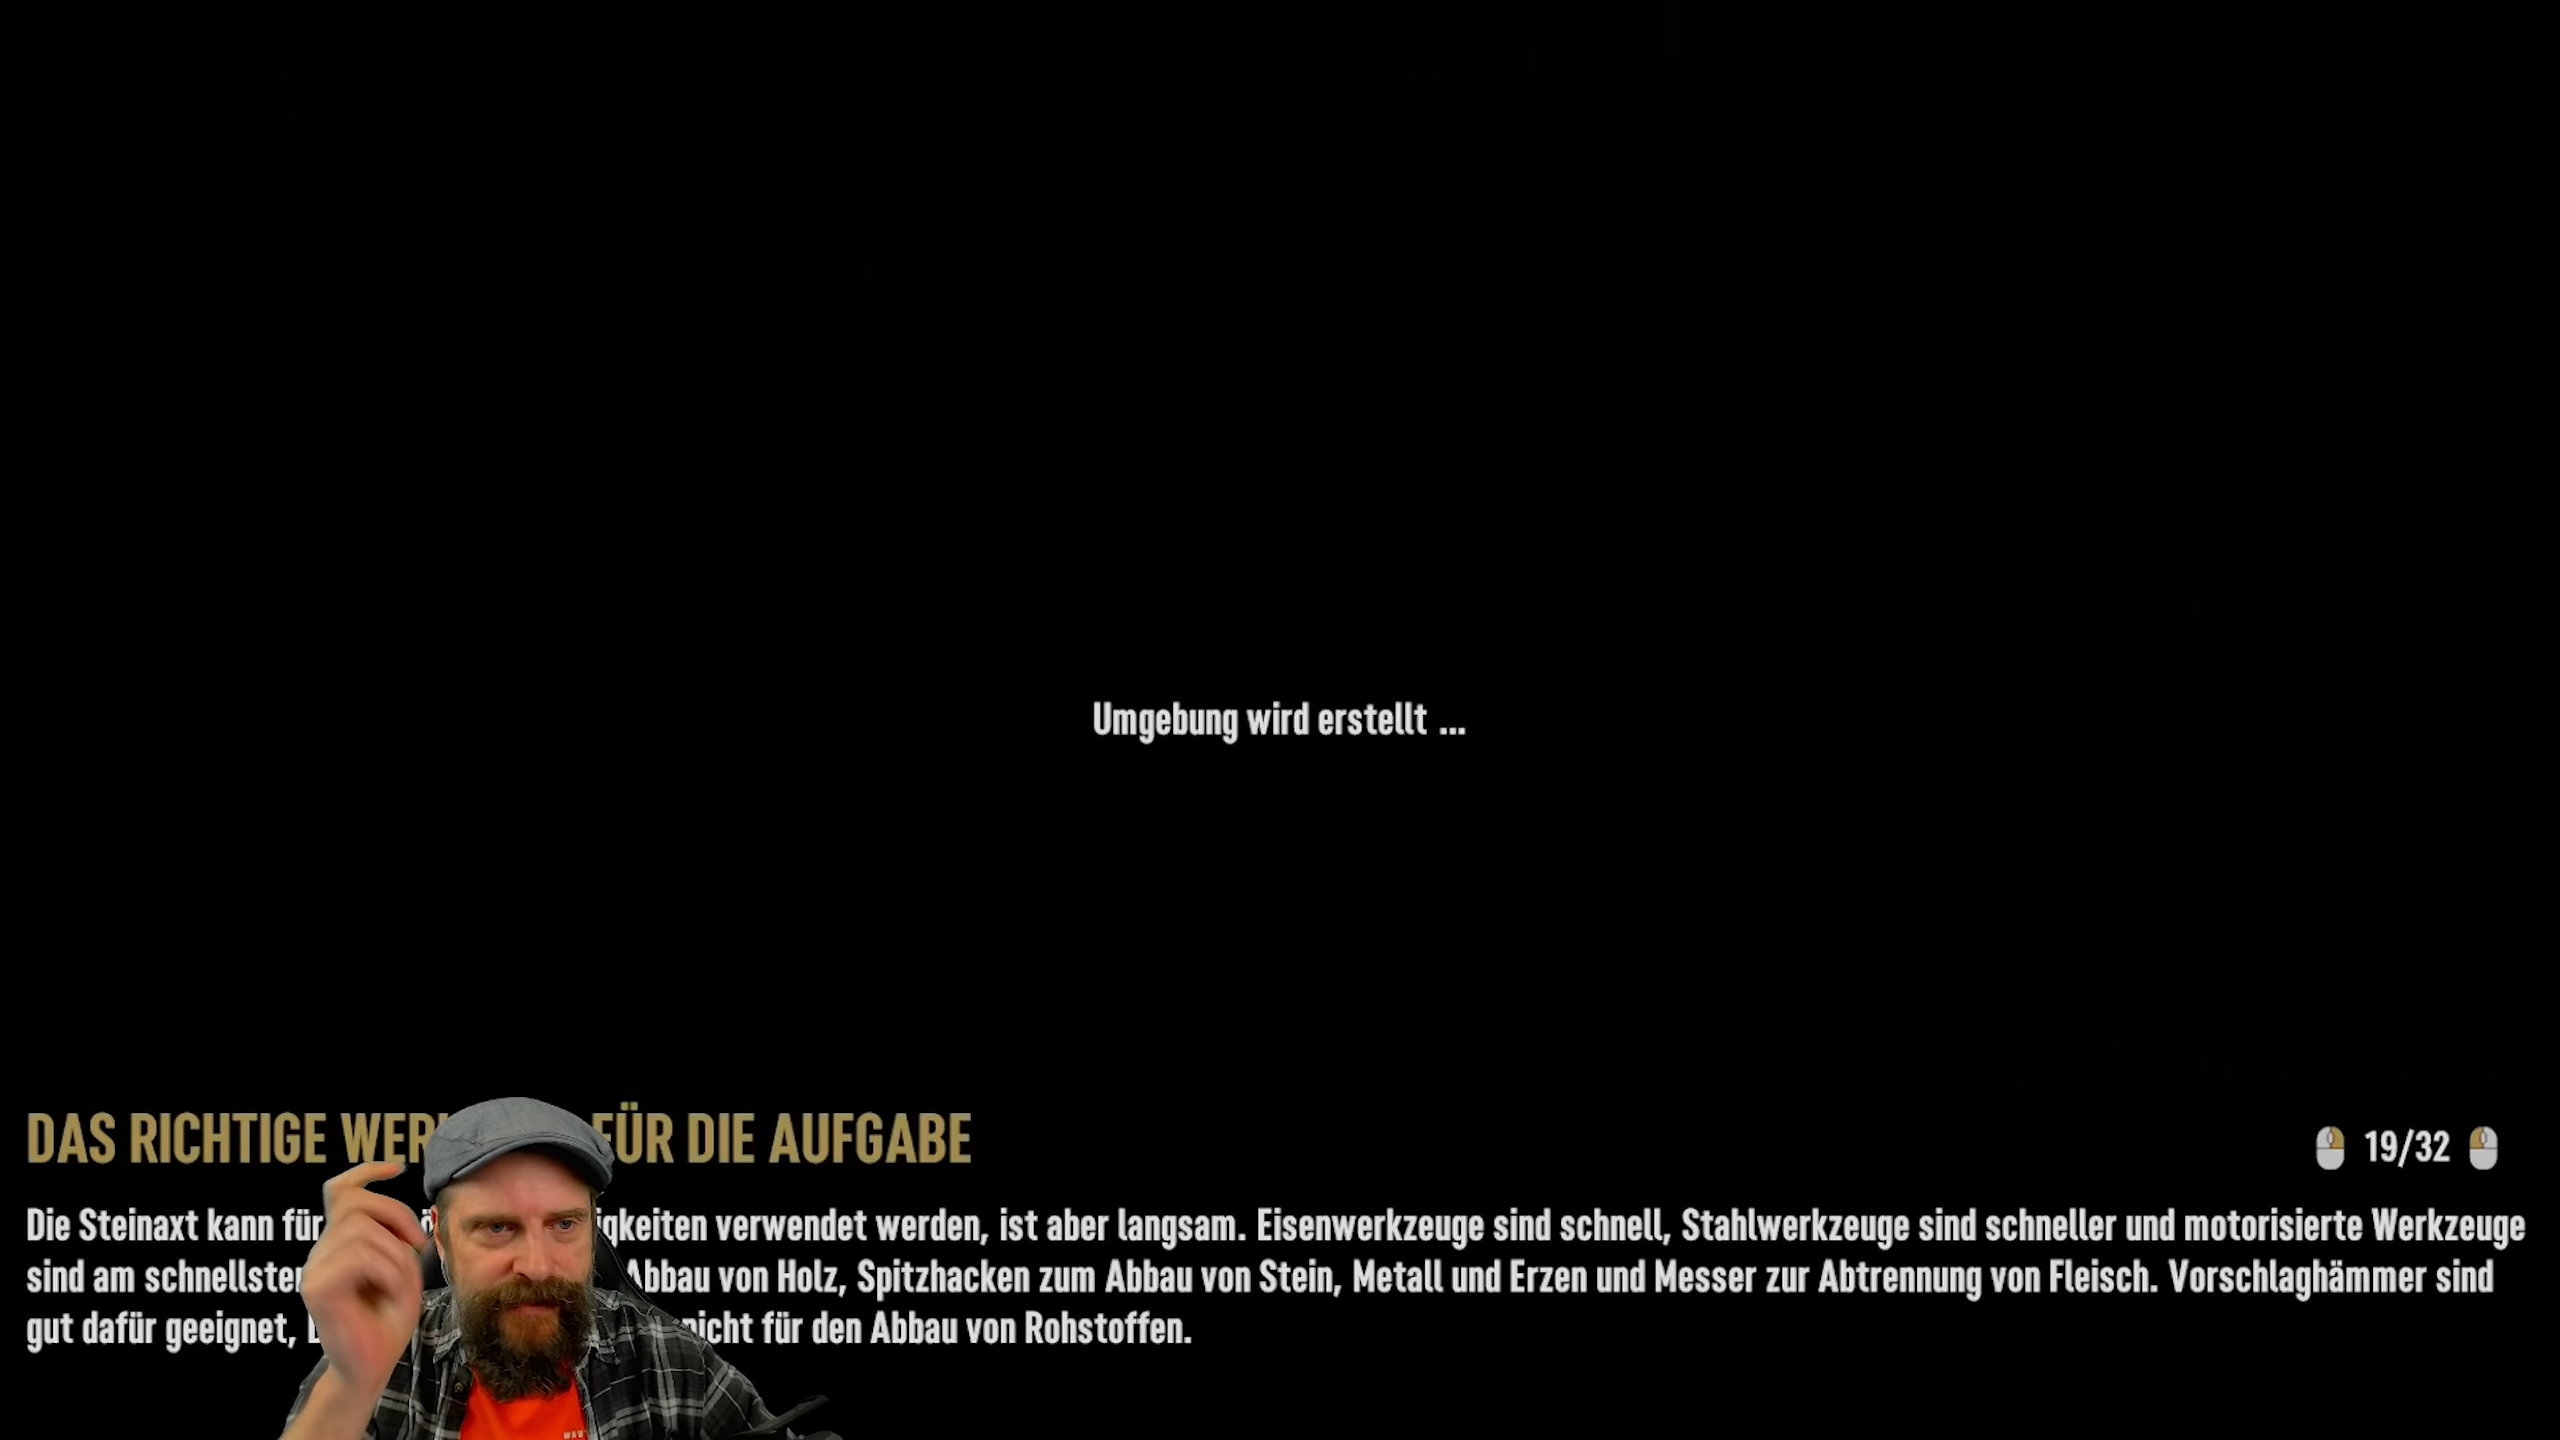 Umgebung wird erstellt ...
DAS RICHTIGE FÜR DIE AUFGABE
19/32
Die Steinaxt kann für verwendet werden, ist aber langsam. Eisenwerkzeuge sind schnell, Stahlwerkzeuge sind schneller und motorisierte Werkzeuge
sind am Abbau von Holz, Spitzhacken zum Abbau von Stein, Metall und Erzen und Messer zur Abtrennung von Fleisch. Vorschlaghämmer sind
gut dafür geeignet, nicht für den Abbau von Rohstoffen.
WAU